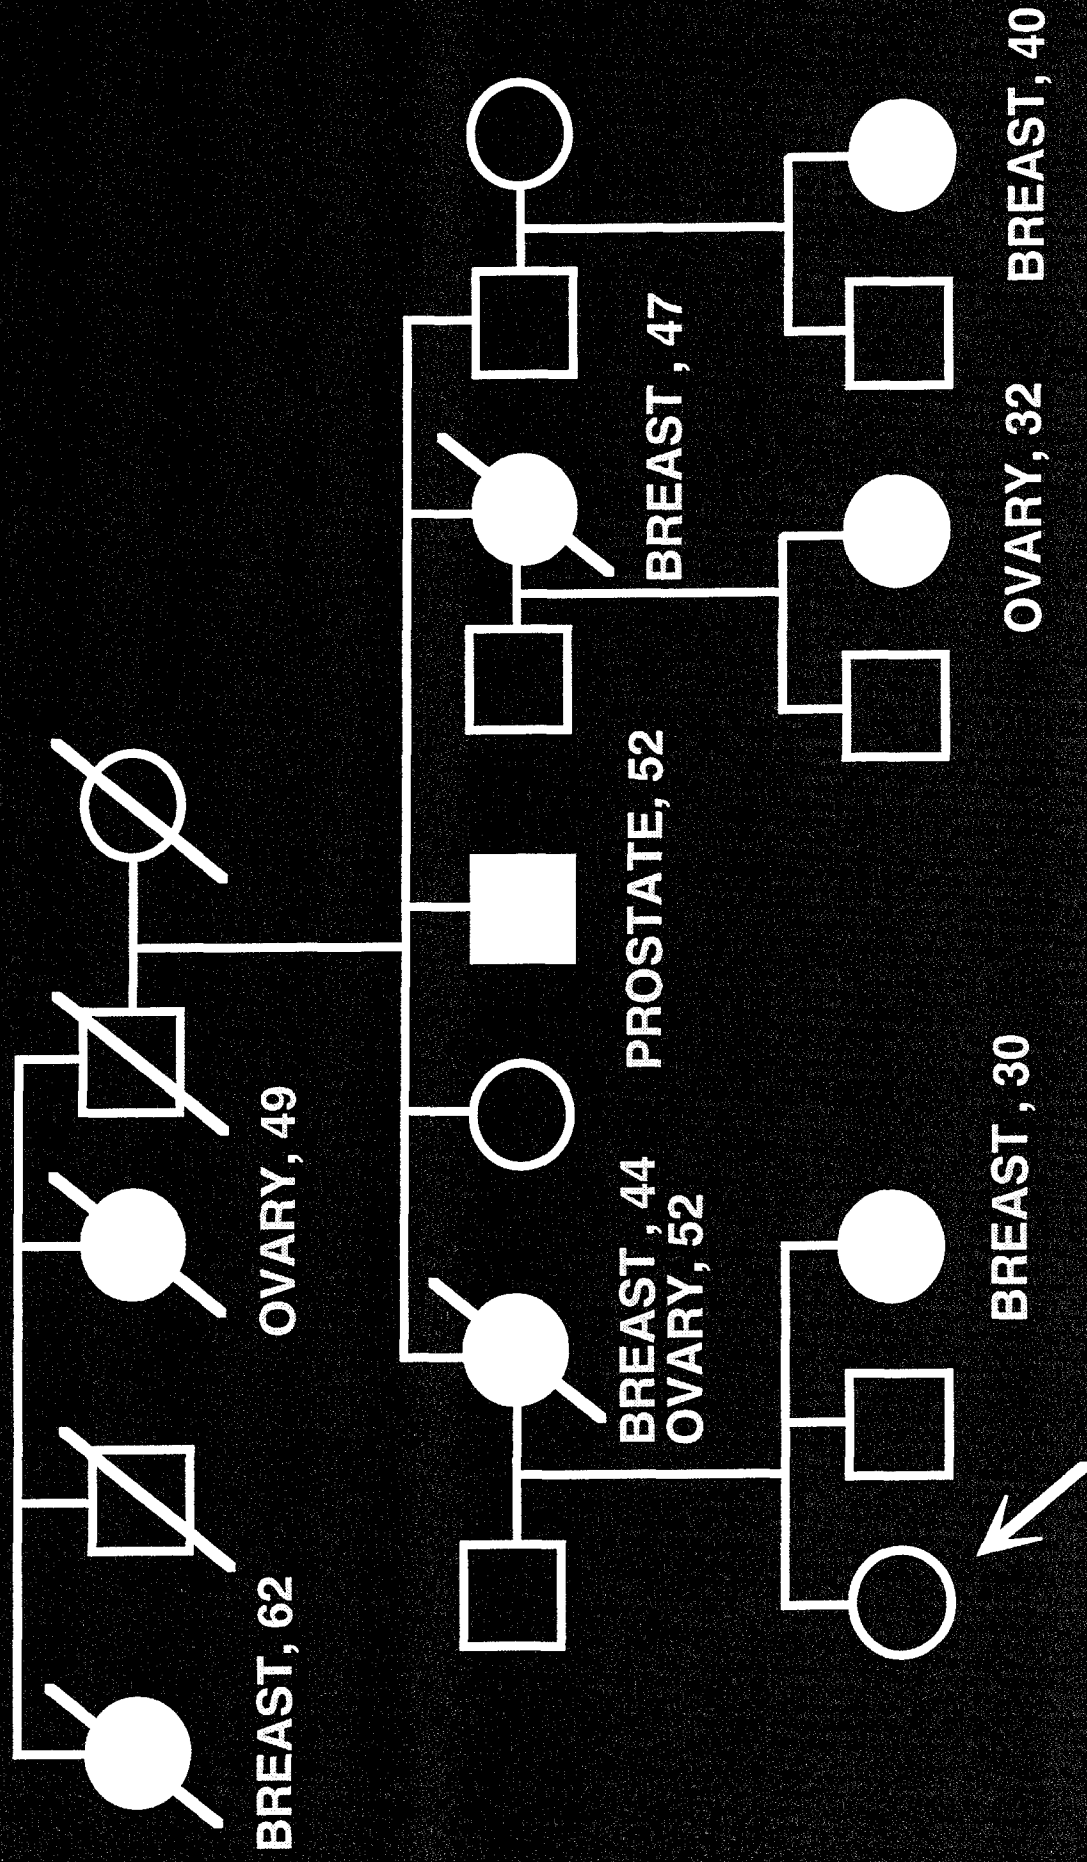 BREAST, 62
OVARY, 49
BREAST , 44
OVARY, 52
PROSTATE, 52
BREAST , 47
BREAST , 30
OVARY, 32
BREAST, 40